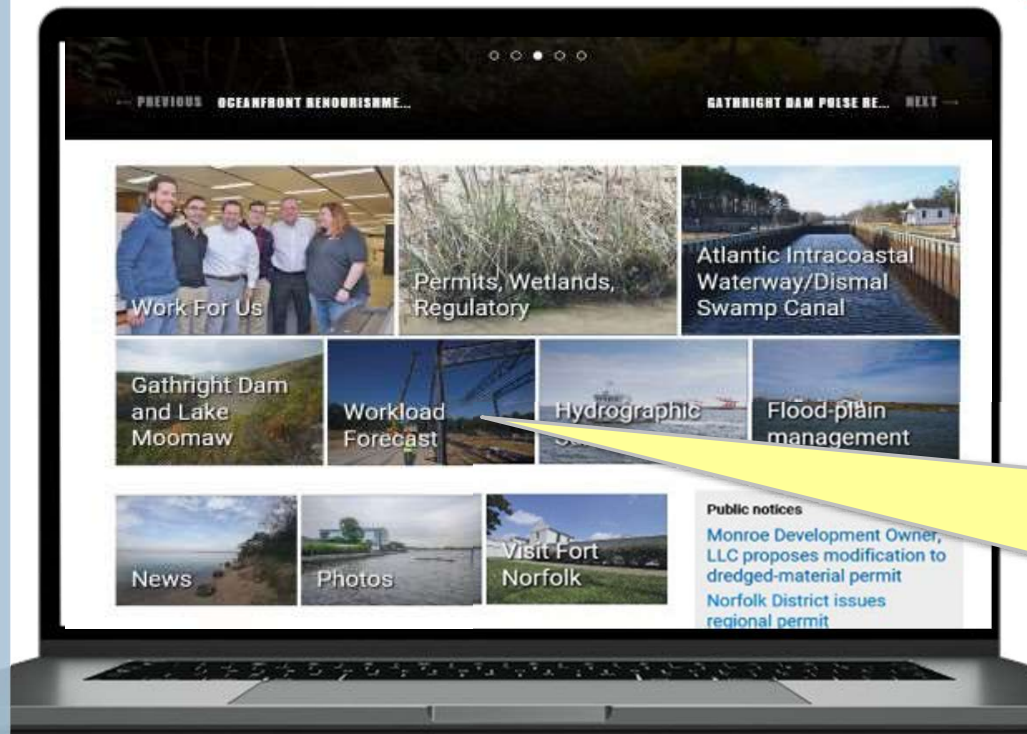 ← PREVIOUS OCEANFRONT RENOURISHME...
GATHRIGHT DAM PULSE RE... NEXT →
Work For Us
Permits, Wetlands,
Regulatory
Atlantic Intracoastal
Waterway/Dismal
Swamp Canal
Gathright Dam
and Lake
Moomaw
Workload
Forecast
Hydrographic
Flood-plain
management
News
Photos
Visit Fort
Norfolk
Public notices
Monroe Development Owner,
LLC proposes modification to
dredged-material permit
Norfolk District issues
regional permit